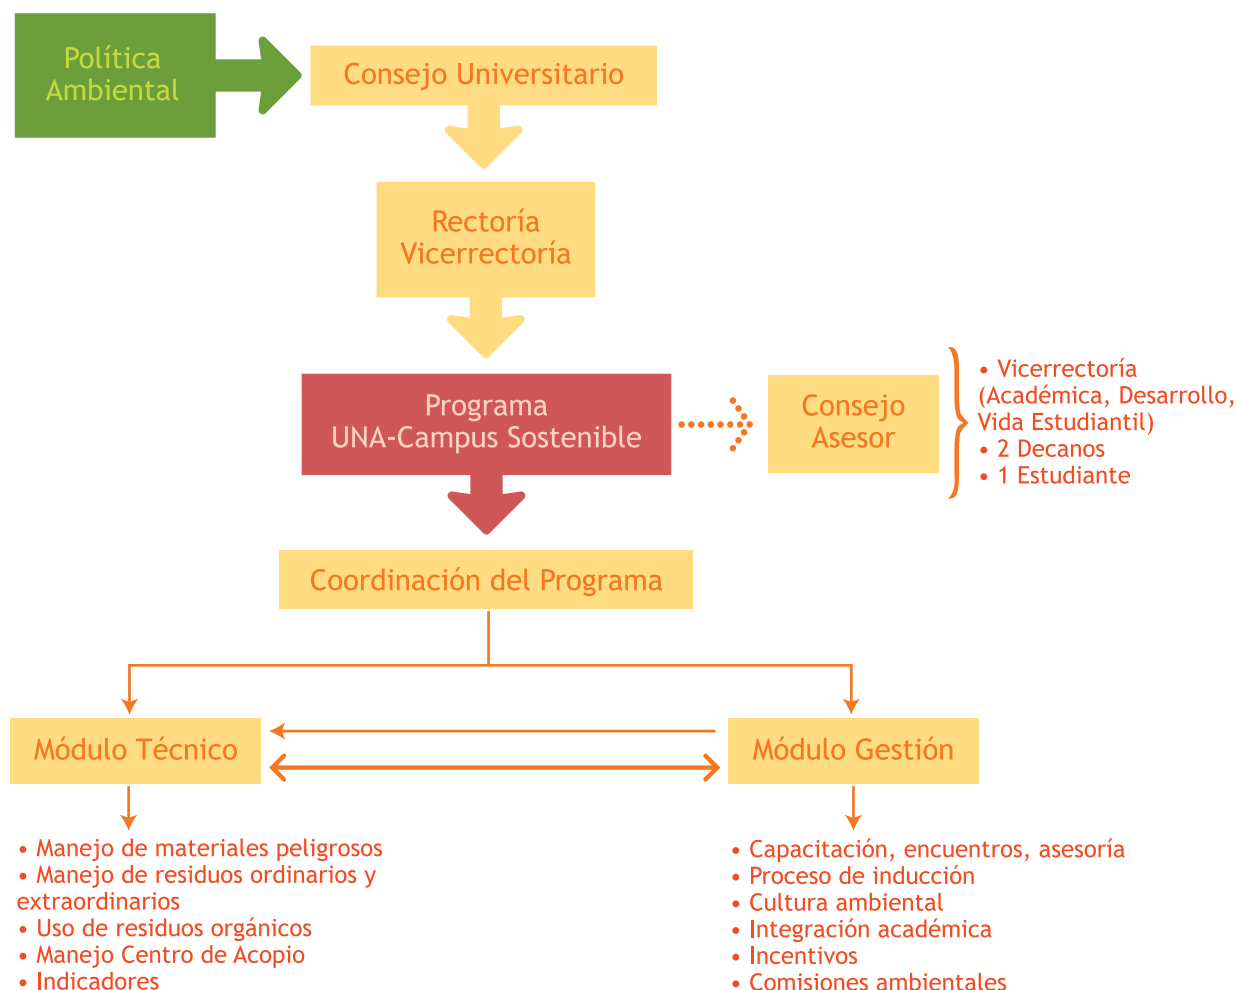 Política
Ambiental
Consejo Universitario
Rectoría
Vicerrectoría
Programa
UNA-Campus Sostenible
Consejo
Asesor
• Vicerrectoría
(Académica, Desarrollo,
Vida Estudiantil)
• 2 Decanos
• 1 Estudiante
Coordinación del Programa
Módulo Técnico
Módulo Gestión
• Manejo de materiales peligrosos
• Manejo de residuos ordinarios y
extraordinarios
• Uso de residuos orgánicos
• Manejo Centro de Acopio
• Indicadores
• Capacitación, encuentros, asesoría
• Proceso de inducción
• Cultura ambiental
• Integración académica
• Incentivos
• Comisiones ambientales